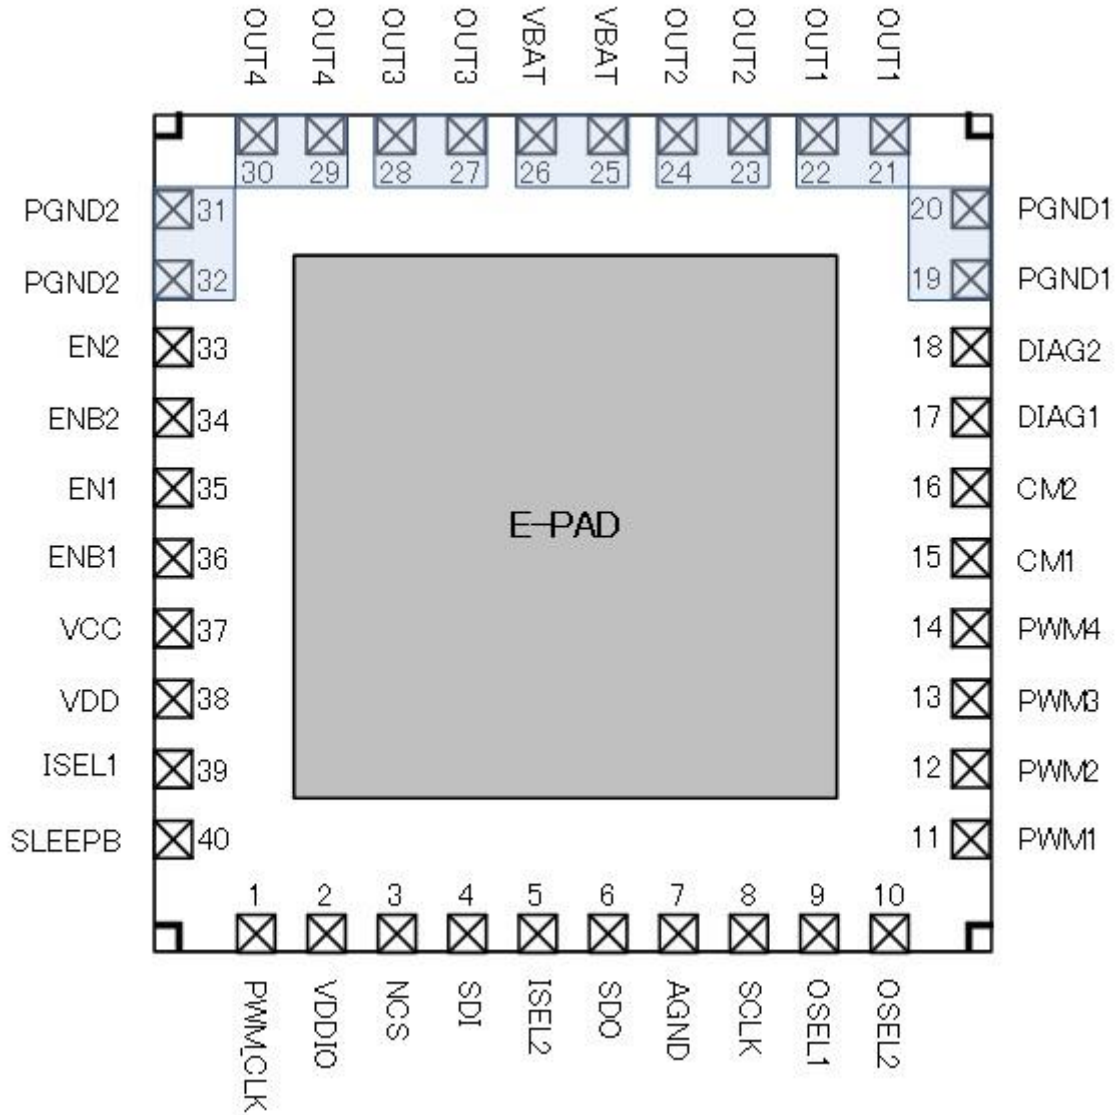 OUT4 OUT4 OUT3 OUT3 VBAT VBAT OUT2 OUT2 OUT1 OUT1
30 29 28 27 26 25 24 23 22 21
PGND2 31 20 PGND1
PGND2 32 19 PGND1
EN2 33 18 DIAG2
ENB2 34 17 DIAG1
EN1 35 16 CM2
E-PAD
ENB1 36 15 CM1
VCC 37 14 PWM4
VDD 38 13 PWM3
ISEL1 39 12 PWM2
SLEEPB 40 11 PWM1
1 2 3 4 5 6 7 8 9 10
PWM_CLK VDDIO NCS SDI ISEL2 SDO AGND SCLK OSEL1 OSEL2